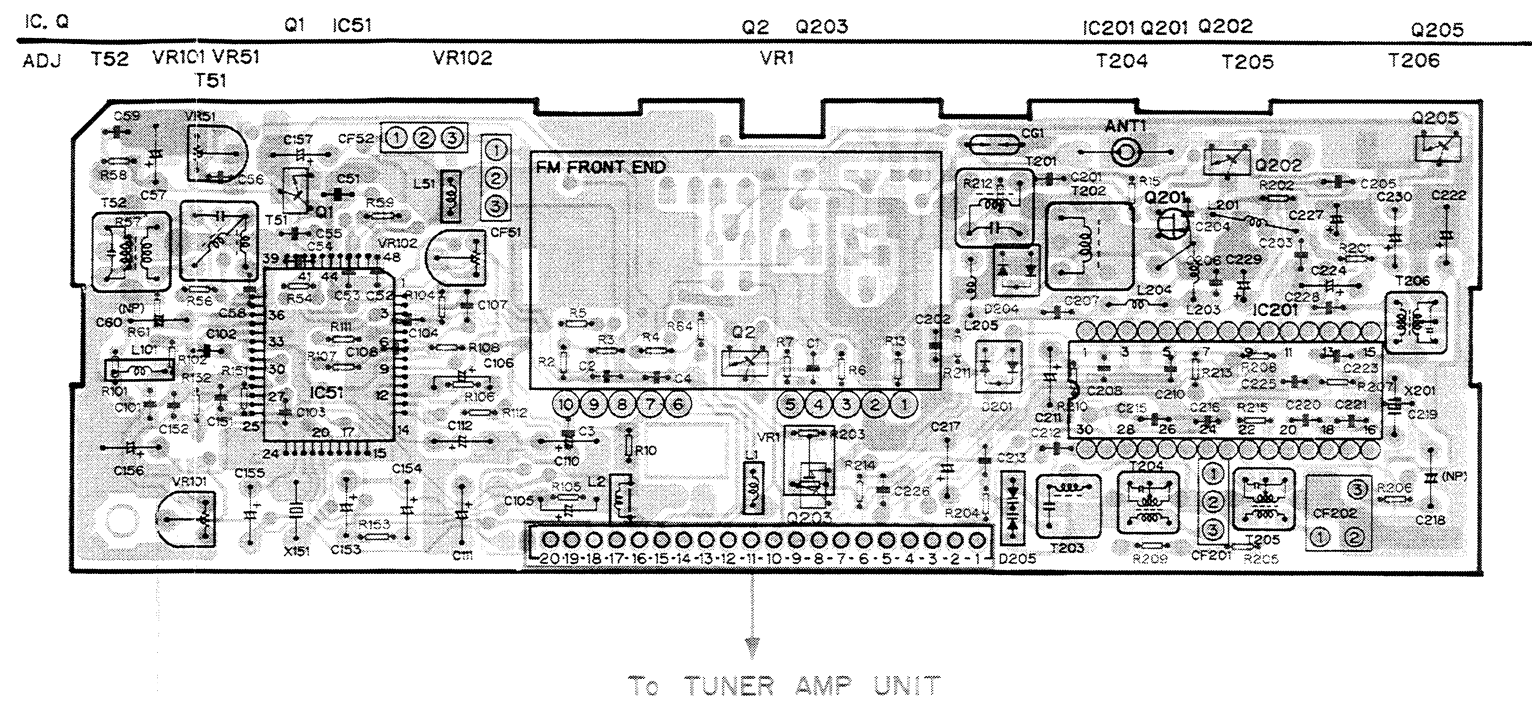 IC. Q Q1 IC51 Q2 Q203 IC201 Q201 Q202 Q205
ADJ T52 VR101 VR51 VR102 VR1 T204 T205 T206
T51
C59 VR51 C157 CF52 1 2 3 1 2 3 CG1 ANT1 Q205
FM FRONT END
R58 C57 C56 C51 L51 T201 R212 C201 T202 R15 Q202 R202 C205
T52 R57 T51 Q1 R59 Q201 L201 C227 C230 C222
C55 C54 VR102 CF51 C204 C203 R201
39 41 44 48
R56 R54 C53 C52 R104 C107 D204 C206 C229 C224 T206
(NP) C60 C58 36 1 3 C207 L204 L203 C228 IC201
R61 C102 33 R111 C104 R5 R64 Q2 C202 L205
L101 R102 R107 C108 6 R108 C106 R3 R4 R7 C1 R13 1 3 5 7 9 11 13 15
R101 R132 R151 30 IC51 9 R106 R2 C2 C4 R6 R211 C208 C210 R213 R208 C225 C223 R207 X201
C101 C152 C151 27 25 C103 12 14 R112 10 9 8 7 6 5 4 3 2 1 D201 C211 R210 C215 C216 R215 C220 C221 C219
24 20 17 15 C112 C3 R10 VR1 R203 C217 C212 30 28 26 24 22 20 18 16
C156 C155 C154 C110 L1 R214 C213 T204 1 2 3
VR101 C105 R105 L2 C226 R204 R206 (NP)
X151 C153 R153 C111 Q203 T203 R209 CF201 T205 R205 CF202 1 2 3 C218
20-19-18-17-16-15-14-13-12-11-10-9-8-7-6-5-4-3-2-1 D205
To TUNER AMP UNIT